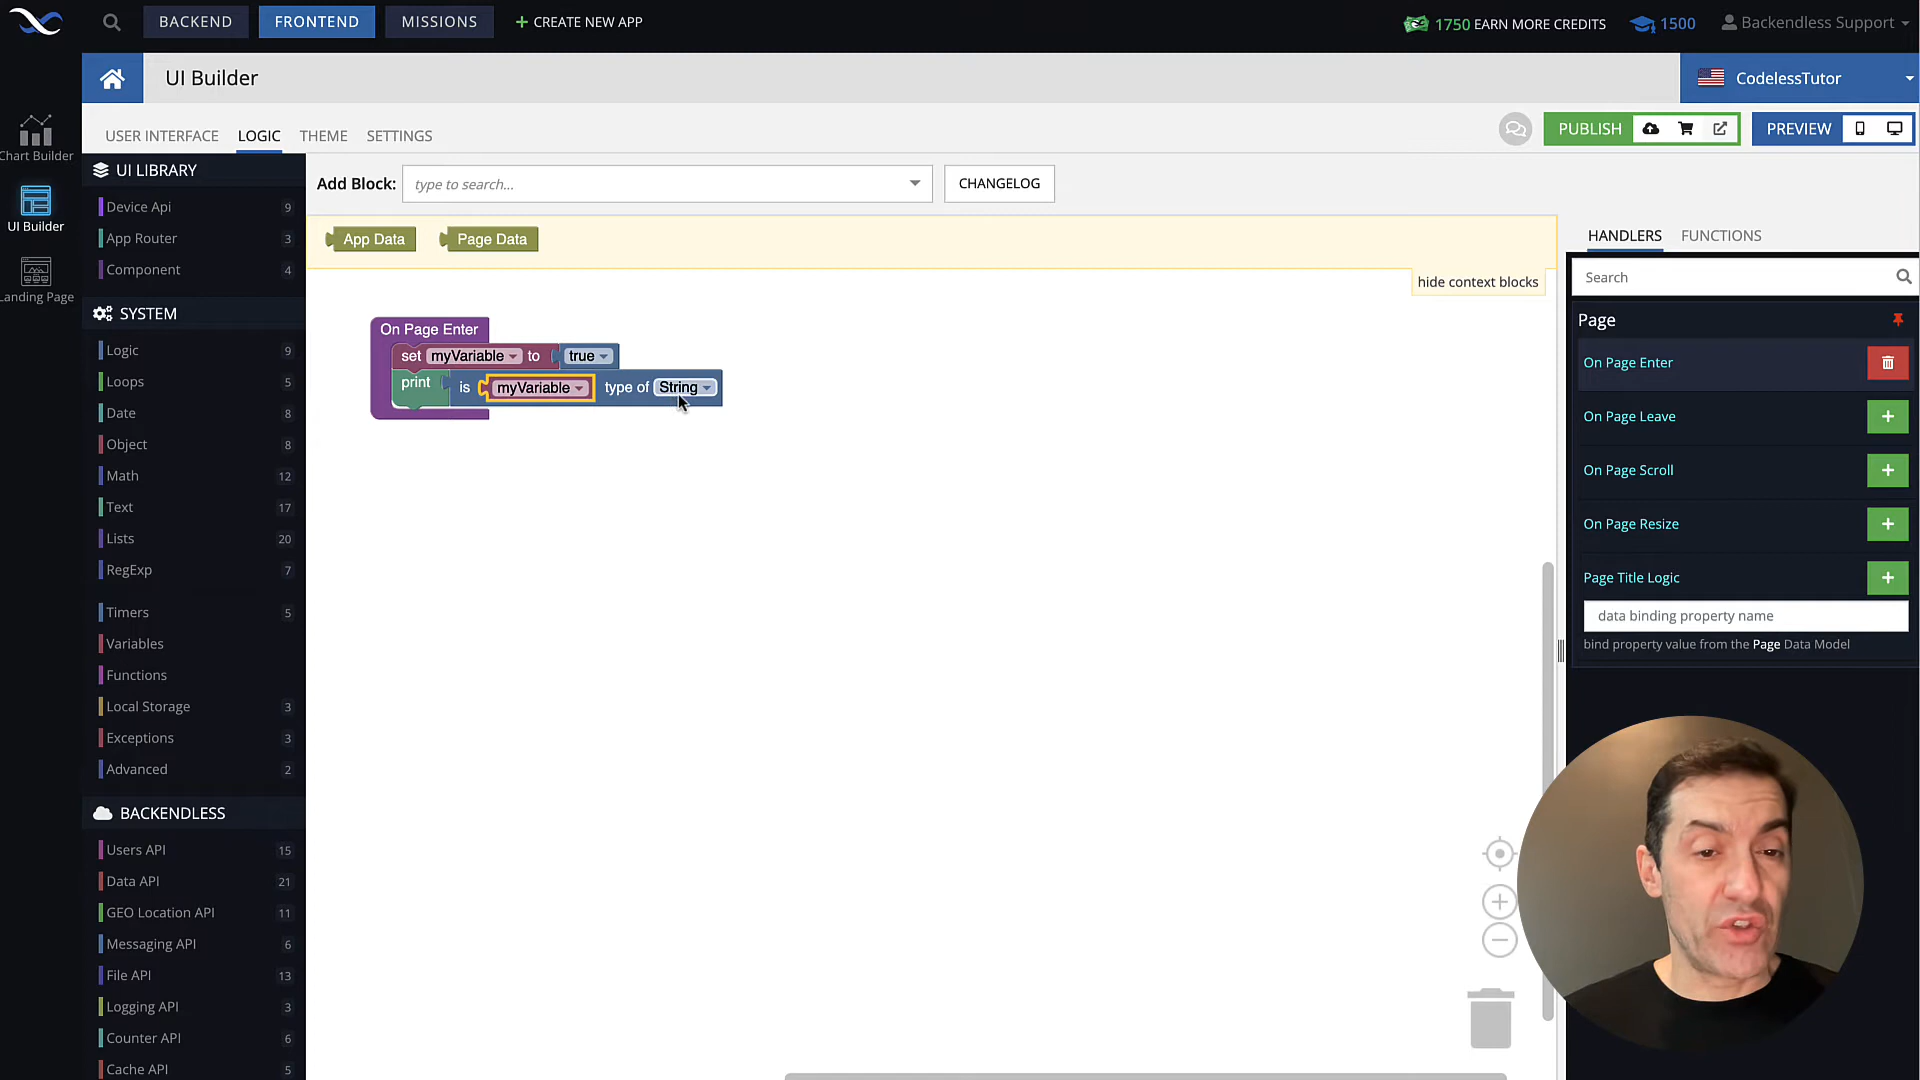 BACKEND
FRONTEND
MISSIONS
+ CREATE NEW APP
1750 EARN MORE CREDITS
1500
Backendless Support
UI Builder
CodelessTutor
USER INTERFACE
LOGIC
THEME
SETTINGS
PUBLISH
PREVIEW
Chart Builder
UI Builder
Landing Page
UI LIBRARY
Device Api 9
App Router 3
Component 4
SYSTEM
Logic 9
Loops 5
Date 8
Object 8
Math 12
Text 17
Lists 20
RegExp 7
Timers 5
Variables
Functions
Local Storage 3
Exceptions 3
Advanced 2
BACKENDLESS
Users API 15
Data API 21
GEO Location API 11
Messaging API 6
File API 13
Logging API 3
Counter API 6
Cache API 5
Add Block:
type to search...
CHANGELOG
App Data
Page Data
hide context blocks
On Page Enter
set myVariable to true
print is myVariable type of String
HANDLERS
FUNCTIONS
Search
Page
On Page Enter
On Page Leave
On Page Scroll
On Page Resize
Page Title Logic
data binding property name
bind property value from the Page Data Model